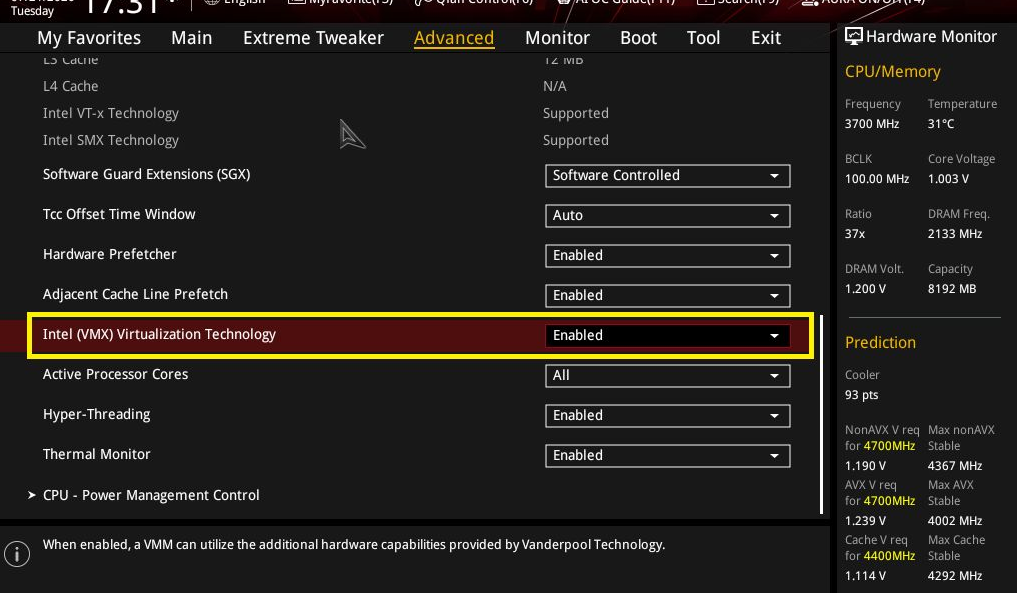 Tuesday
17:31
English
MyFavorite(F3)
Qfan Control(F6)
AI OC Guide(F11)
Search(F9)
AURA ON/OFF(F4)
My Favorites Main Extreme Tweaker Advanced Monitor Boot Tool Exit
L3 Cache 12 MB
L4 Cache N/A
Intel VT-x Technology Supported
Intel SMX Technology Supported
Software Guard Extensions (SGX) Software Controlled
Tcc Offset Time Window Auto
Hardware Prefetcher Enabled
Adjacent Cache Line Prefetch Enabled
Intel (VMX) Virtualization Technology Enabled
Active Processor Cores All
Hyper-Threading Enabled
Thermal Monitor Enabled
CPU - Power Management Control
When enabled, a VMM can utilize the additional hardware capabilities provided by Vanderpool Technology.
Hardware Monitor
CPU/Memory
Frequency Temperature
3700 MHz 31°C
BCLK Core Voltage
100.00 MHz 1.003 V
Ratio DRAM Freq.
37x 2133 MHz
DRAM Volt. Capacity
1.200 V 8192 MB
Prediction
Cooler
93 pts
NonAVX V req Max nonAVX
for 4700MHz Stable
1.190 V 4367 MHz
AVX V req Max AVX
for 4700MHz Stable
1.239 V 4002 MHz
Cache V req Max Cache
for 4400MHz Stable
1.114 V 4292 MHz